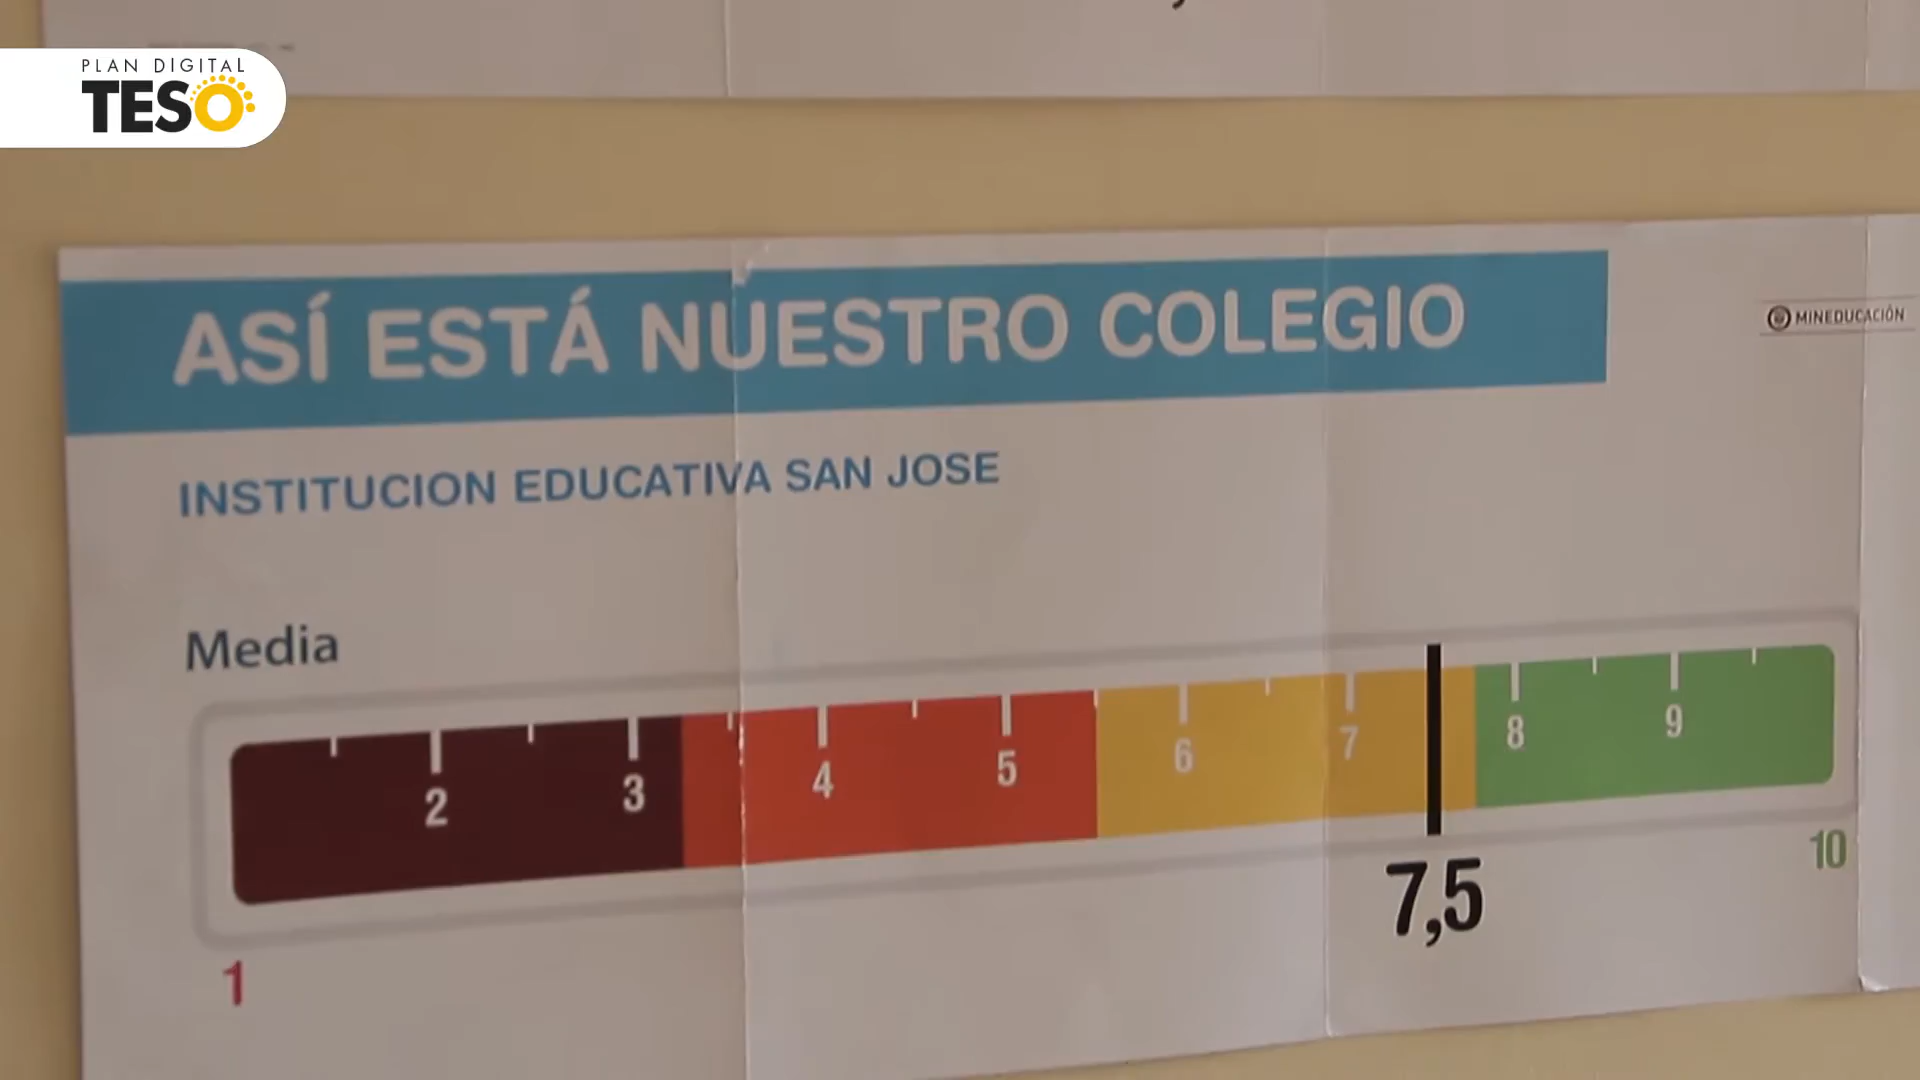 PLAN DIGITAL
TESO
ASÍ ESTÁ NUESTRO COLEGIO
MINEDUCACIÓN
INSTITUCION EDUCATIVA SAN JOSE
Media
2 3 4 5 6 7 8 9
1 7,5 10